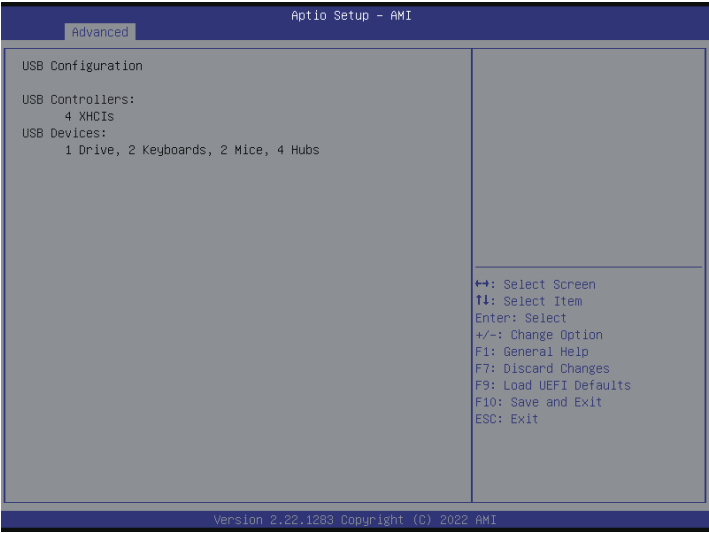 Aptio Setup – AMI
Advanced
USB Configuration
USB Controllers:
4 XHCIs
USB Devices:
1 Drive, 2 Keyboards, 2 Mice, 4 Hubs
↔: Select Screen
↑↓: Select Item
Enter: Select
+/-: Change Option
F1: General Help
F7: Discard Changes
F9: Load UEFI Defaults
F10: Save and Exit
ESC: Exit
Version 2.22.1283 Copyright (C) 2022 AMI